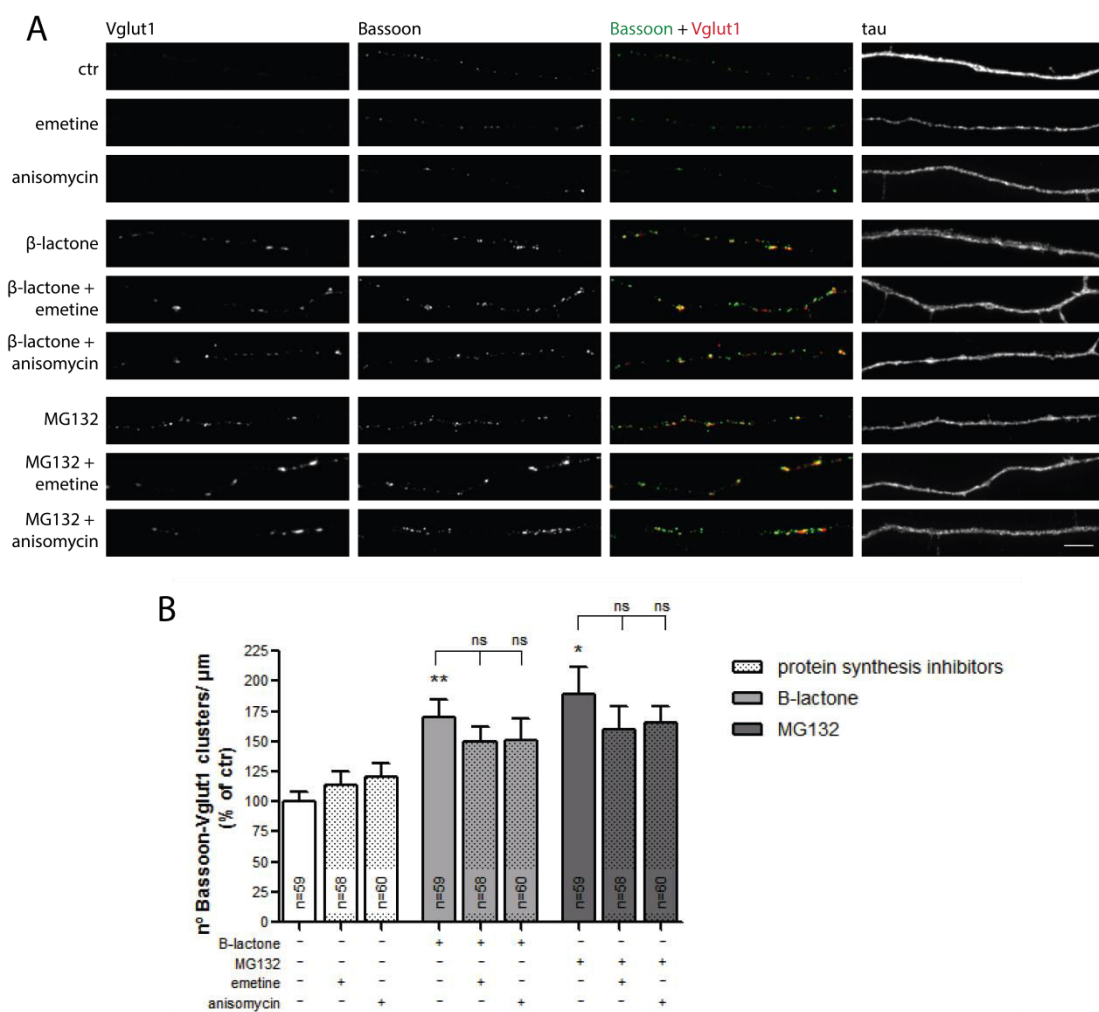 A
Vglut1 Bassoon Bassoon + Vglut1 tau
ctr
emetine
anisomycin
β-lactone
β-lactone +
emetine
β-lactone +
anisomycin
MG132
MG132 +
emetine
MG132 +
anisomycin
B
nº Bassoon-Vglut1 clusters/ μm
(% of ctr)
225
200
175
150
125
100
75
50
25
0
ns ns
ns ns
**
*
n=59 n=58 n=60 n=59 n=58 n=60 n=59 n=58 n=60
protein synthesis inhibitors
B-lactone
MG132
B-lactone - - - + + + - - -
MG132 - - - - - - + + +
emetine - + - - + - - + -
anisomycin - - + - - + - - +